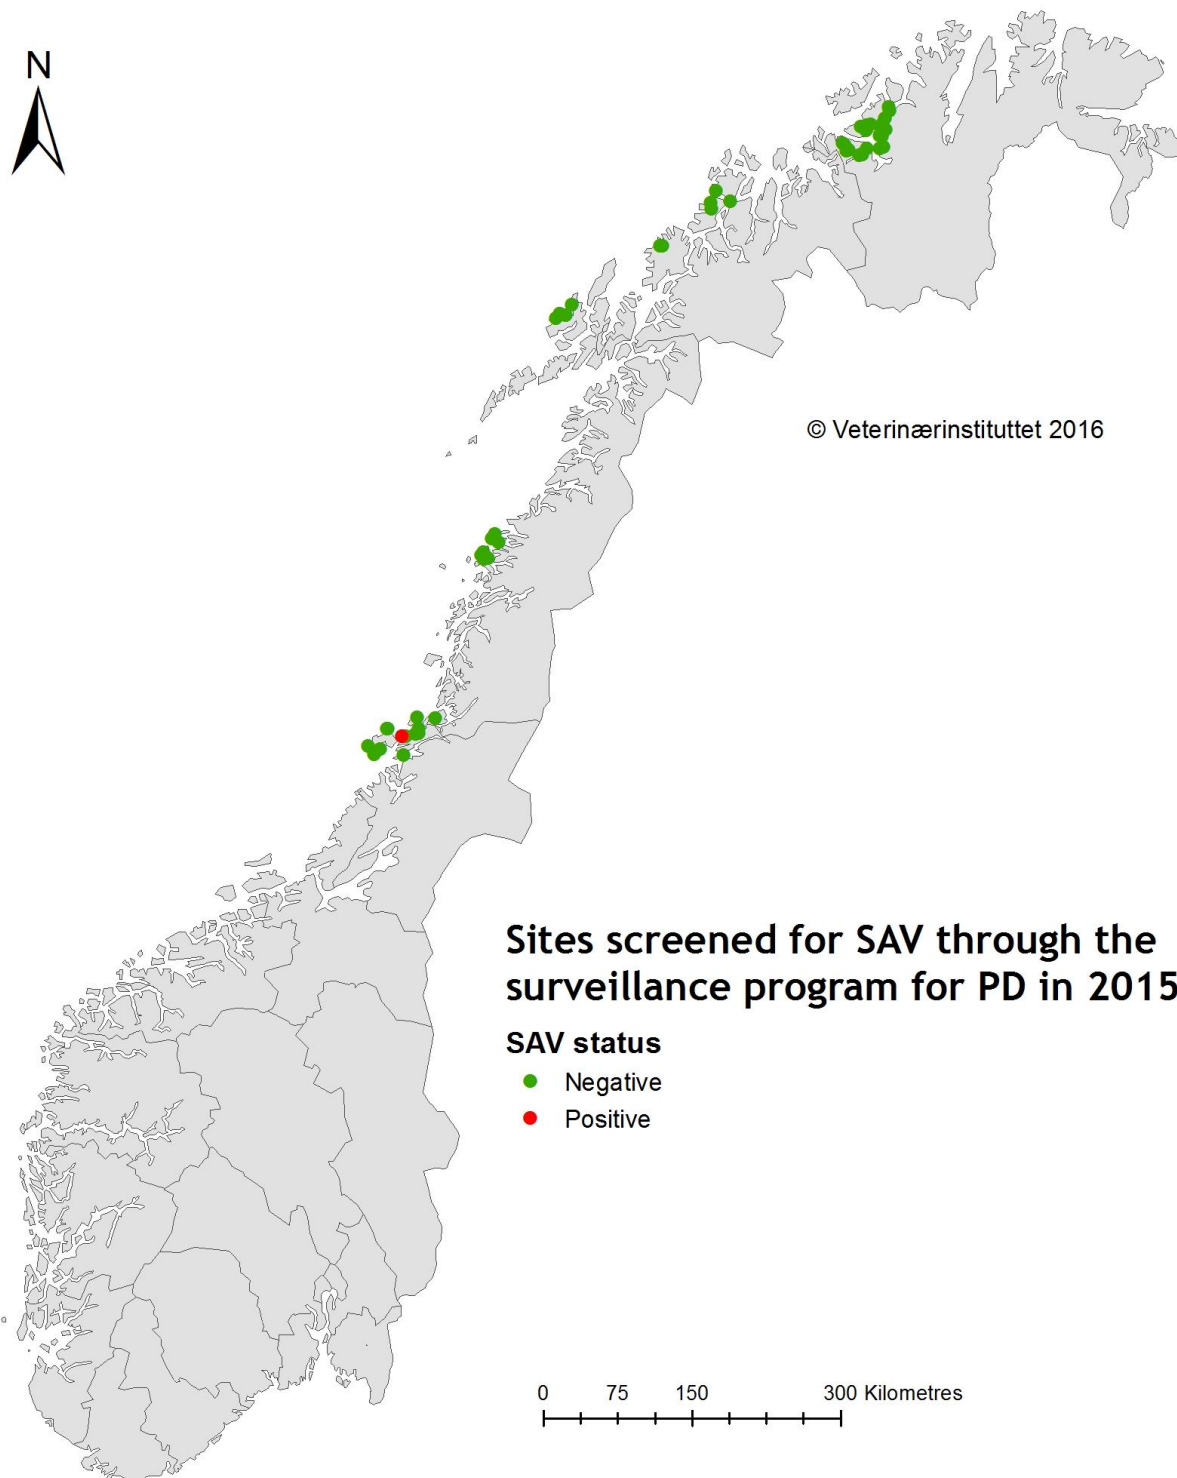 N
© Veterinærinstituttet 2016
Sites screened for SAV through the
surveillance program for PD in 2015
SAV status
Negative
Positive
0 75 150 300 Kilometres